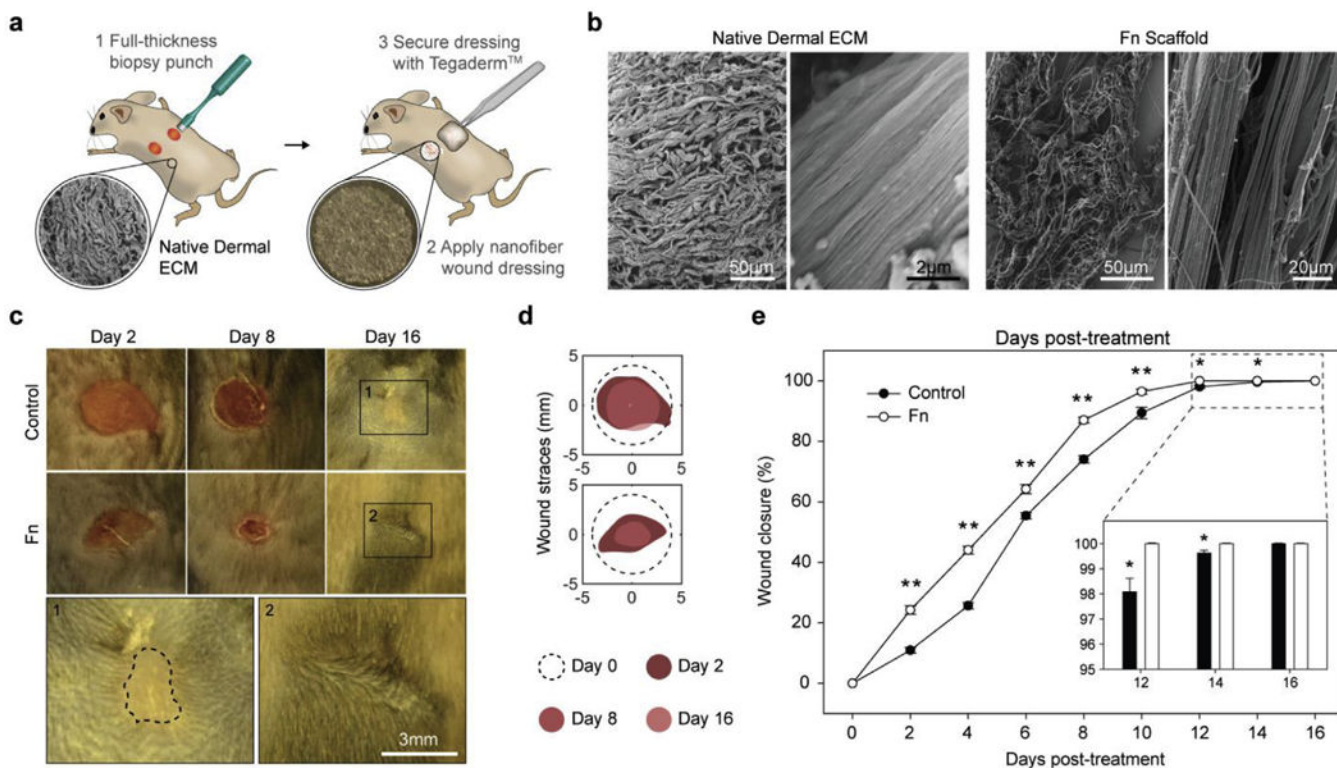 a
1 Full-thickness
biopsy punch
3 Secure dressing
with Tegaderm™
Native Dermal
ECM
2 Apply nanofiber
wound dressing
b
Native Dermal ECM
Fn Scaffold
50µm
2µm
50µm
20µm
c
Day 2
Day 8
Day 16
Control
1
Fn
2
1
2
3mm
d
Wound straces (mm)
5
0
-5
-5
0
5
5
0
-5
-5
0
5
Day 0
Day 2
Day 8
Day 16
e
Days post-treatment
Wound closure (%)
100
80
60
40
20
0
Control
Fn
**
**
**
**
**
*
*
100
99
98
97
96
95
*
*
12
14
16
0
2
4
6
8
10
12
14
16
Days post-treatment